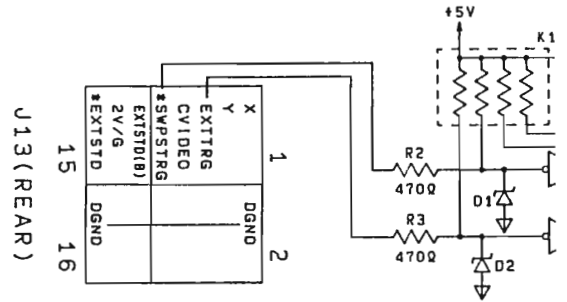 +5V
K1
J13(REAR)
15
16
1
2
*EXTSTD
2V/G
EXTSTD(B)
*SWPSTRG
CVIDEO
EXTTRG
Y
X
DGND
DGND
R2
470Ω
D1
R3
470Ω
D2